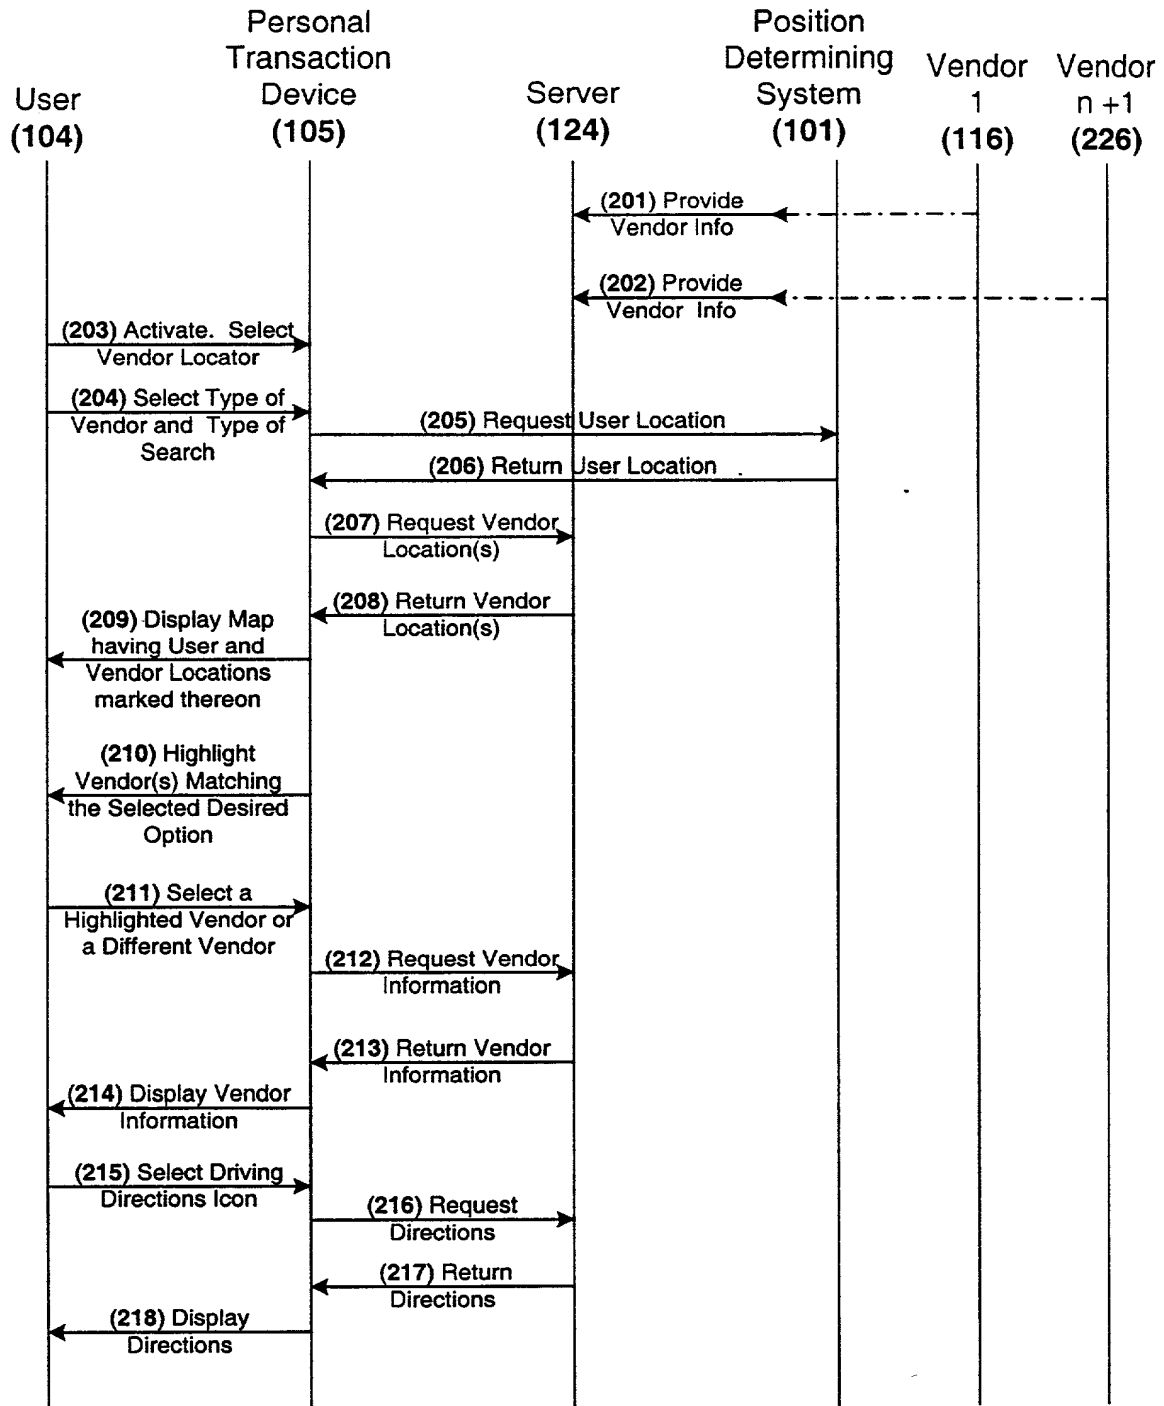 Personal
Transaction
Device
(105)
Position
Determining
System
(101)
User
(104)
Server
(124)
Vendor
1
(116)
Vendor
n +1
(226)
(201) Provide
Vendor Info
(202) Provide
Vendor Info
(203) Activate. Select
Vendor Locator
(204) Select Type of
Vendor and Type of
Search
(205) Request User Location
(206) Return User Location
(207) Request Vendor
Location(s)
(208) Return Vendor
Location(s)
(209) Display Map
having User and
Vendor Locations
marked thereon
(210) Highlight
Vendor(s) Matching
the Selected Desired
Option
(211) Select a
Highlighted Vendor or
a Different Vendor
(212) Request Vendor
Information
(213) Return Vendor
Information
(214) Display Vendor
Information
(215) Select Driving
Directions Icon
(216) Request
Directions
(217) Return
Directions
(218) Display
Directions